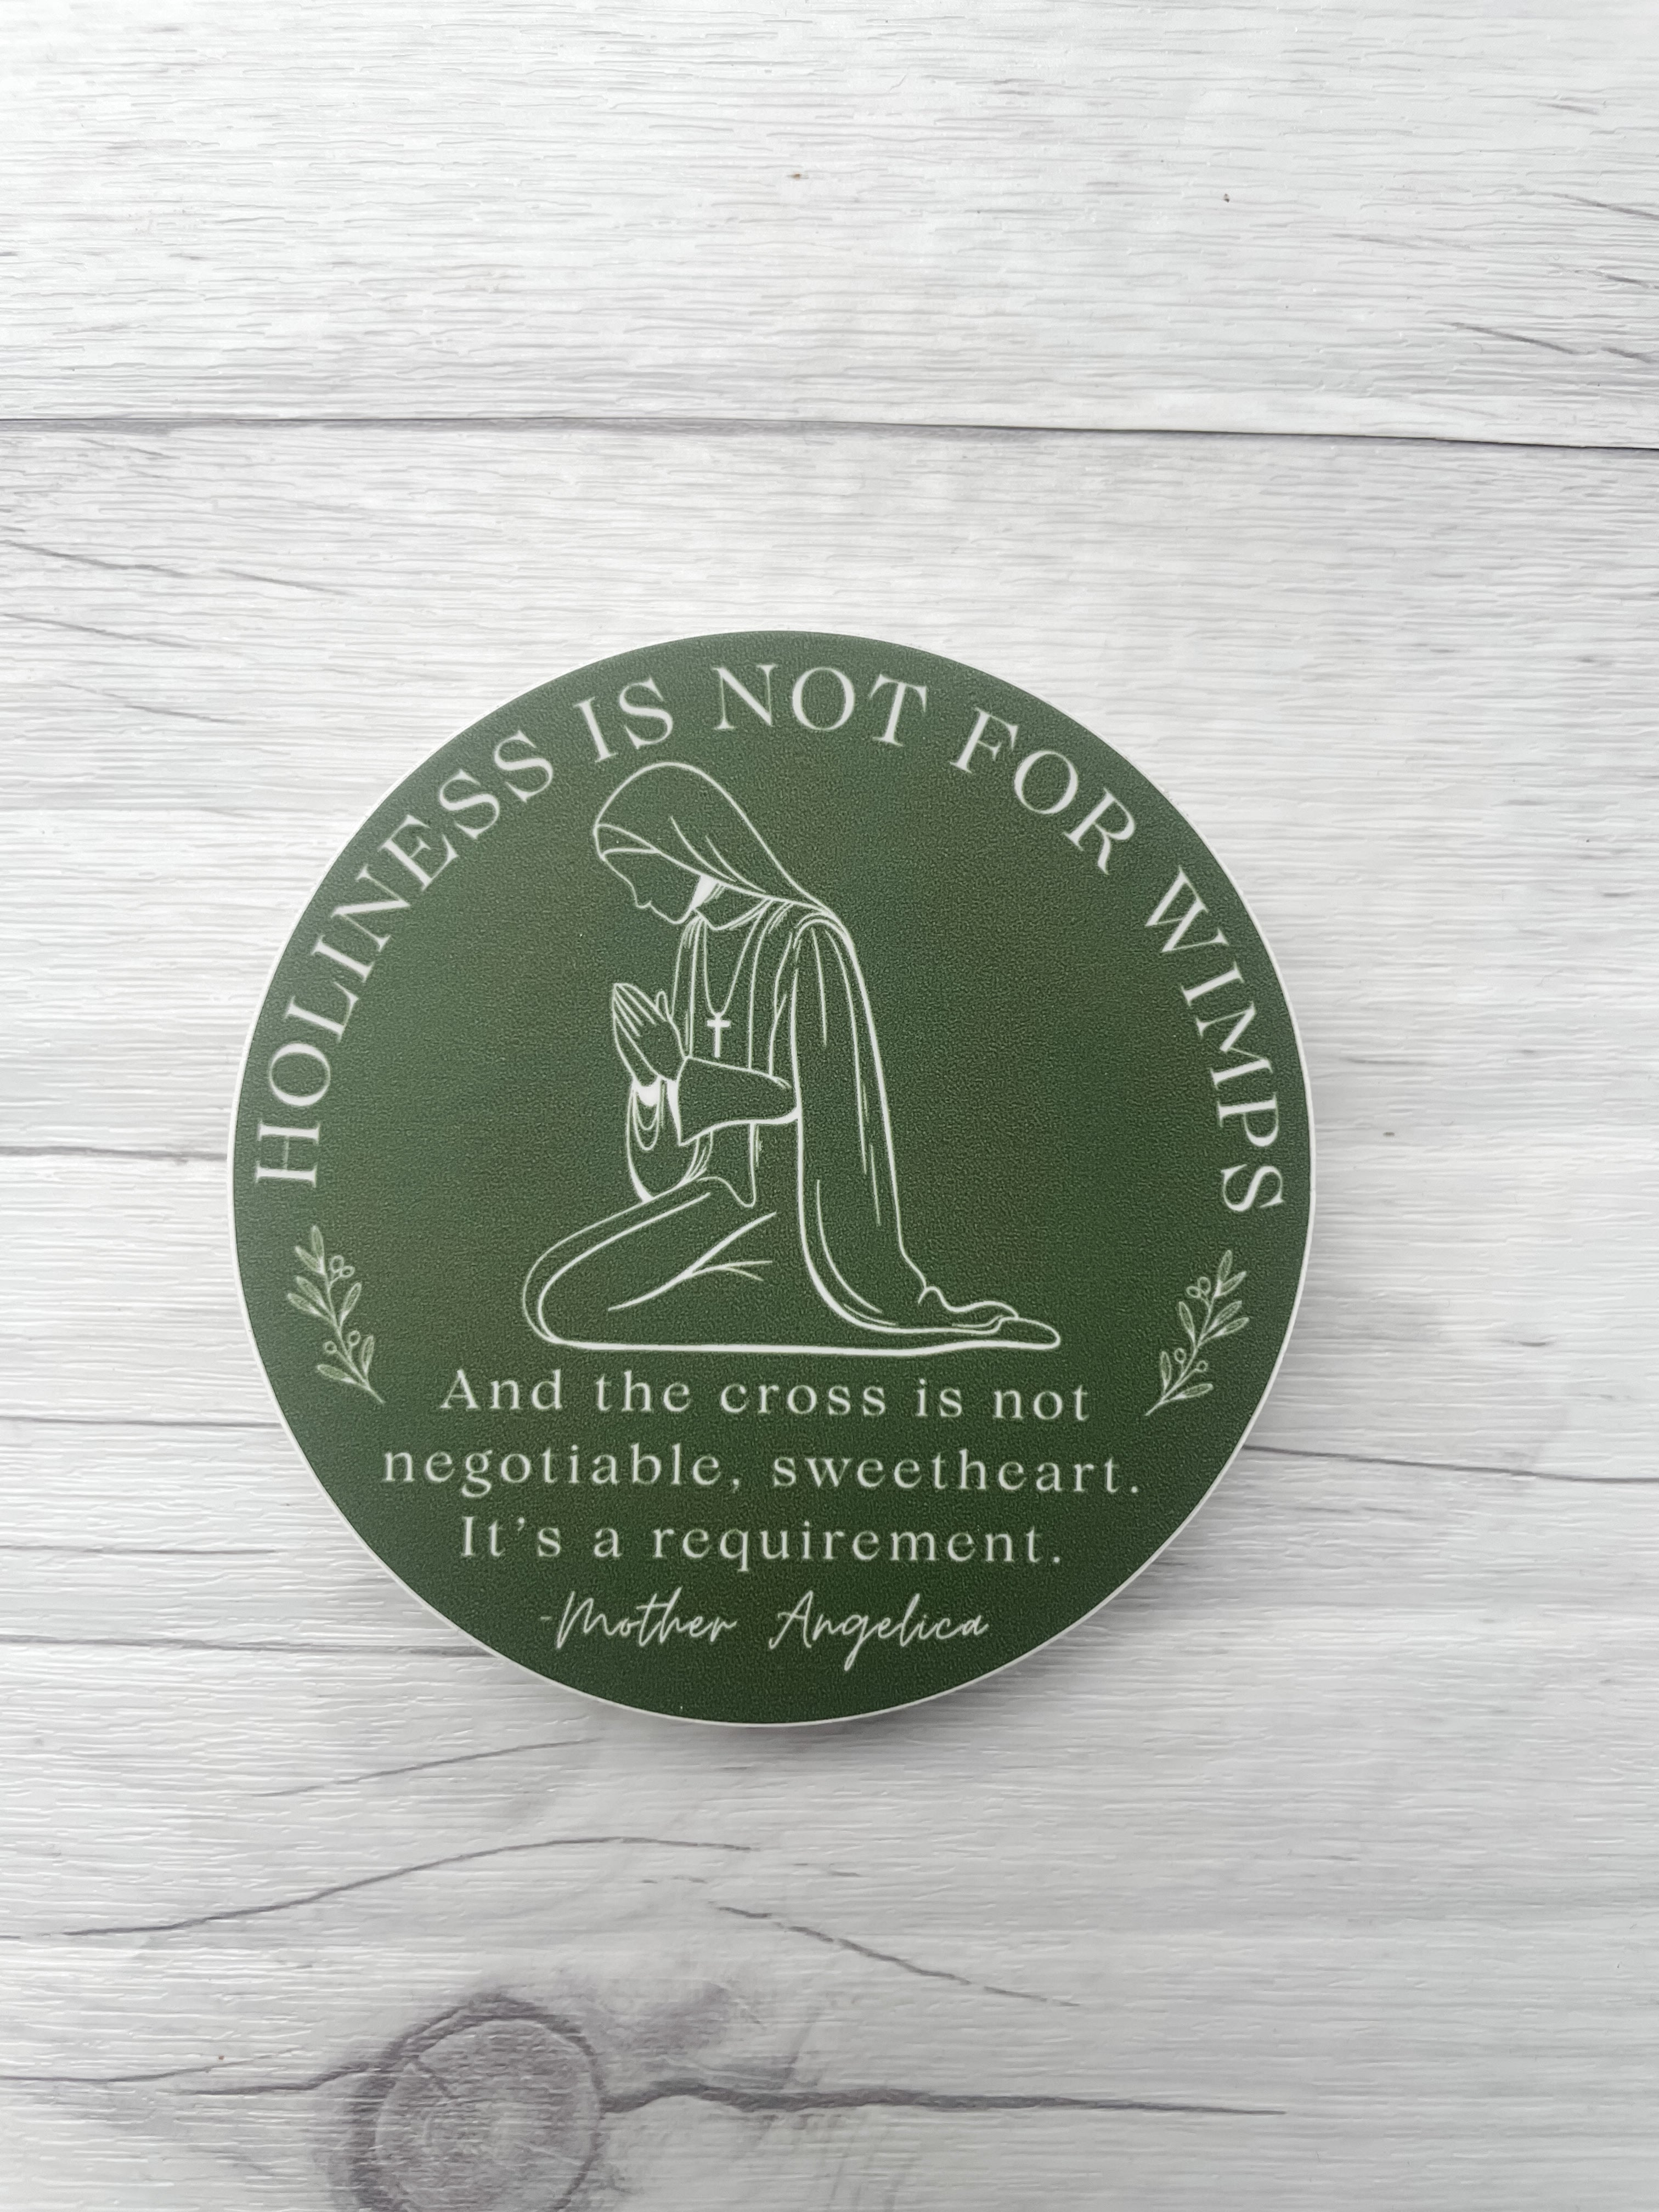 HOLINESS IS NOT FOR WIMPS
And the cross is not
negotiable, sweetheart.
It's a requirement.
-Mother Angelica